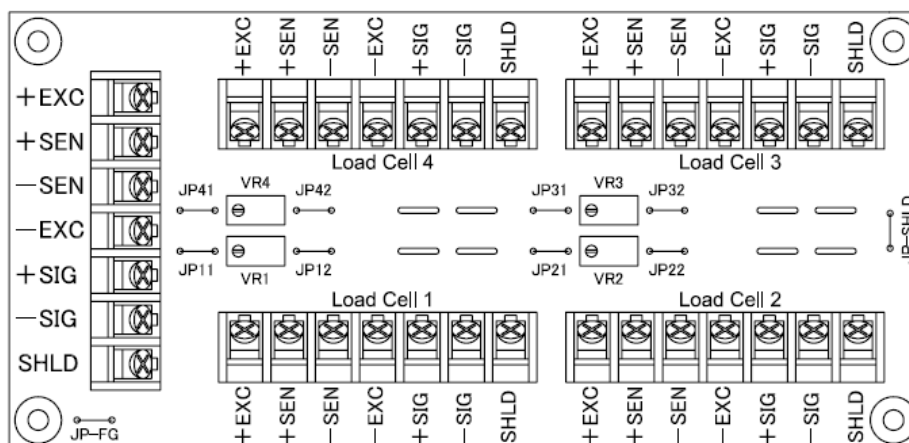 +EXC +SEN −SEN −EXC +SIG −SIG SHLD
+EXC +SEN −SEN −EXC +SIG −SIG SHLD
Load Cell 4
Load Cell 3
+EXC
+SEN
−SEN
−EXC
+SIG
−SIG
SHLD
JP41 VR4 JP42
JP31 VR3 JP32
JP11 VR1 JP12
JP21 VR2 JP22
JP-SHLD
Load Cell 1
Load Cell 2
+EXC +SEN −SEN −EXC +SIG −SIG SHLD
+EXC +SEN −SEN −EXC +SIG −SIG SHLD
JP-FG